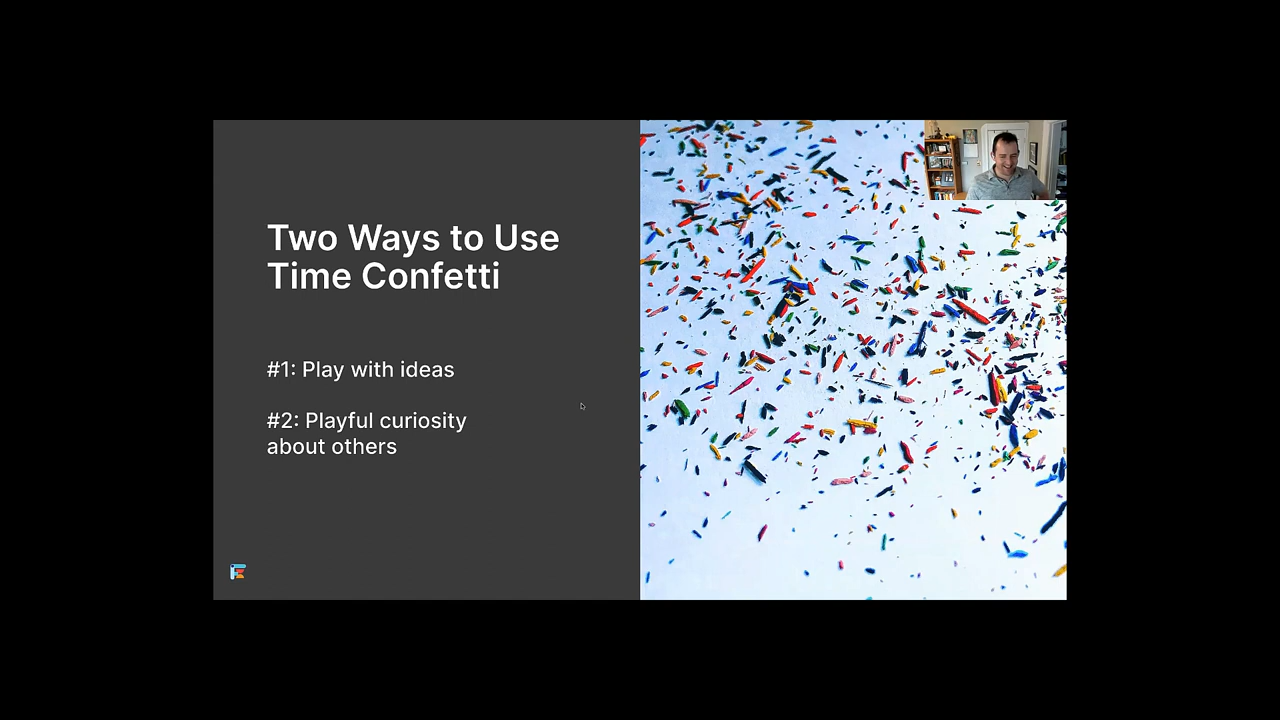 Two Ways to Use
Time Confetti
#1: Play with ideas
#2: Playful curiosity
about others